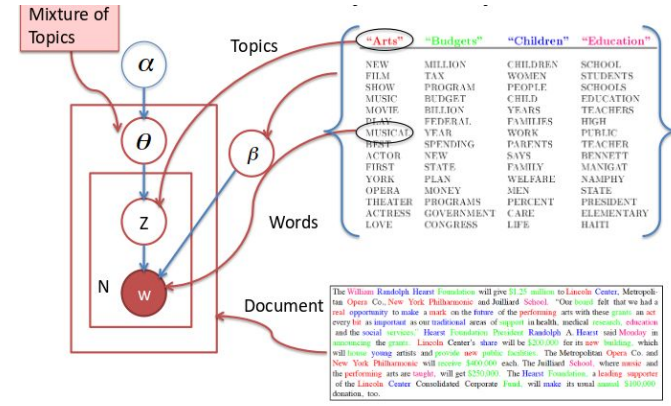 Mixture of
Topics
α
θ
Z
N
w
β
Topics
Words
Document
"Arts" "Budgets" "Children" "Education"
NEW MILLION CHILDREN SCHOOL
FILM TAX WOMEN STUDENTS
SHOW PROGRAM PEOPLE SCHOOLS
MUSIC BUDGET CHILD EDUCATION
MOVIE BILLION YEARS TEACHERS
PLAY FEDERAL FAMILIES HIGH
MUSICAL YEAR WORK PUBLIC
BEST SPENDING PARENTS TEACHER
ACTOR NEW SAYS BENNETT
FIRST STATE FAMILY MANIGAT
YORK PLAN WELFARE NAMPHY
OPERA MONEY MEN STATE
THEATER PROGRAMS PERCENT PRESIDENT
ACTRESS GOVERNMENT CARE ELEMENTARY
LOVE CONGRESS LIFE HAITI
The William Randolph Hearst Foundation will give $1.25 million to Lincoln Center, Metropoli-
tan Opera Co., New York Philharmonic and Juilliard School. "Our board felt that we had a
real opportunity to make a mark on the future of the performing arts with these grants an act
every bit as important as our traditional areas of support in health, medical research, education
and the social services," Hearst Foundation President Randolph A. Hearst said Monday in
announcing the grants. Lincoln Center's share will be $200,000 for its new building, which
will house young artists and provide new public facilities. The Metropolitan Opera Co. and
New York Philharmonic will receive $400,000 each. The Juilliard School, where music and
the performing arts are taught, will get $250,000. The Hearst Foundation, a leading supporter
of the Lincoln Center Consolidated Corporate Fund, will make its usual annual $100,000
donation, too.